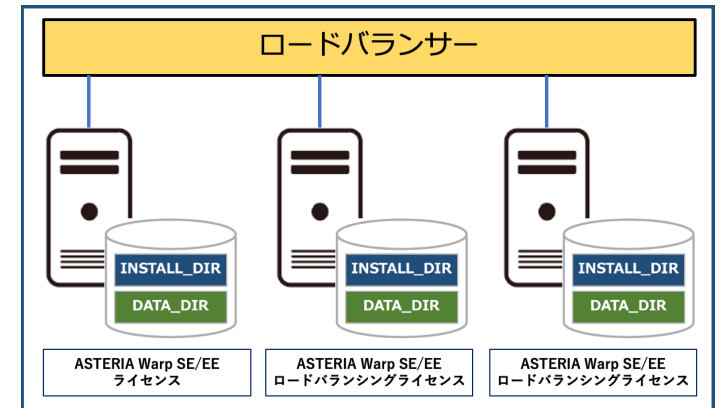 ロードバランサー
INSTALL_DIR
DATA_DIR
INSTALL_DIR
DATA_DIR
INSTALL_DIR
DATA_DIR
ASTERIA Warp SE/EE
ライセンス
ASTERIA Warp SE/EE
ロードバランシングライセンス
ASTERIA Warp SE/EE
ロードバランシングライセンス